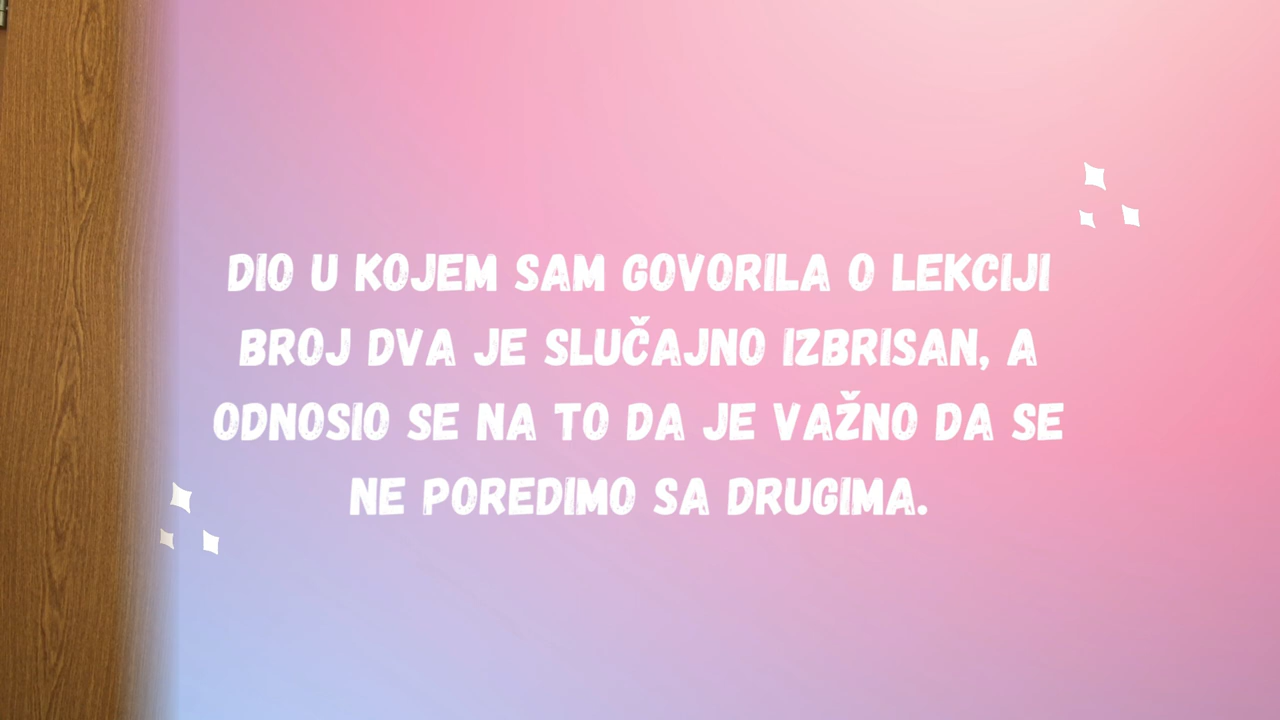 DIO U KOJEM SAM GOVORILA O LEKCIJI
BROJ DVA JE SLUČAJNO IZBRISAN, A
ODNOSIO SE NA TO DA JE VAŽNO DA SE
NE POREDIMO SA DRUGIMA.